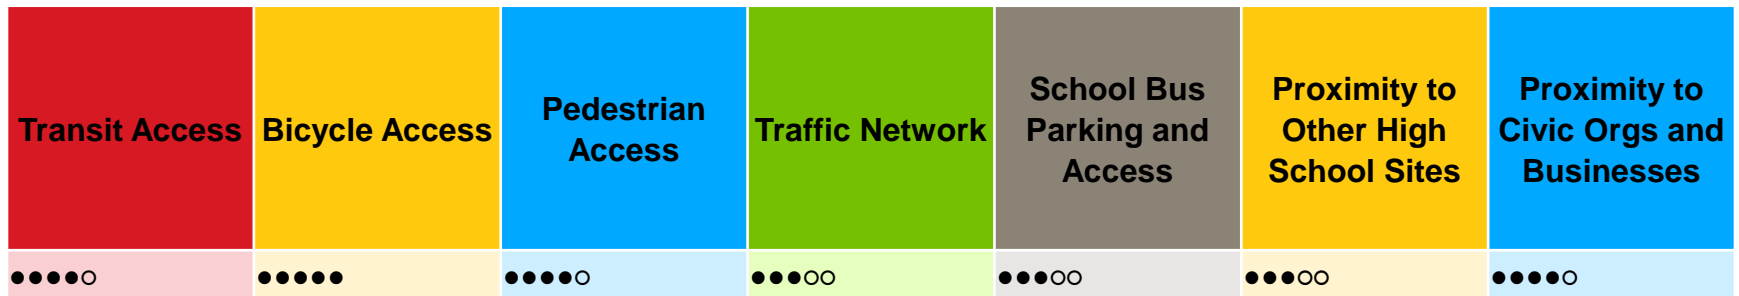 Transit Access
Bicycle Access
Pedestrian
Access
Traffic Network
School Bus
Parking and
Access
Proximity to
Other High
School Sites
Proximity to
Civic Orgs and
Businesses
●●●●○
●●●●●
●●●●○
●●●○○
●●●○○
●●●○○
●●●●○